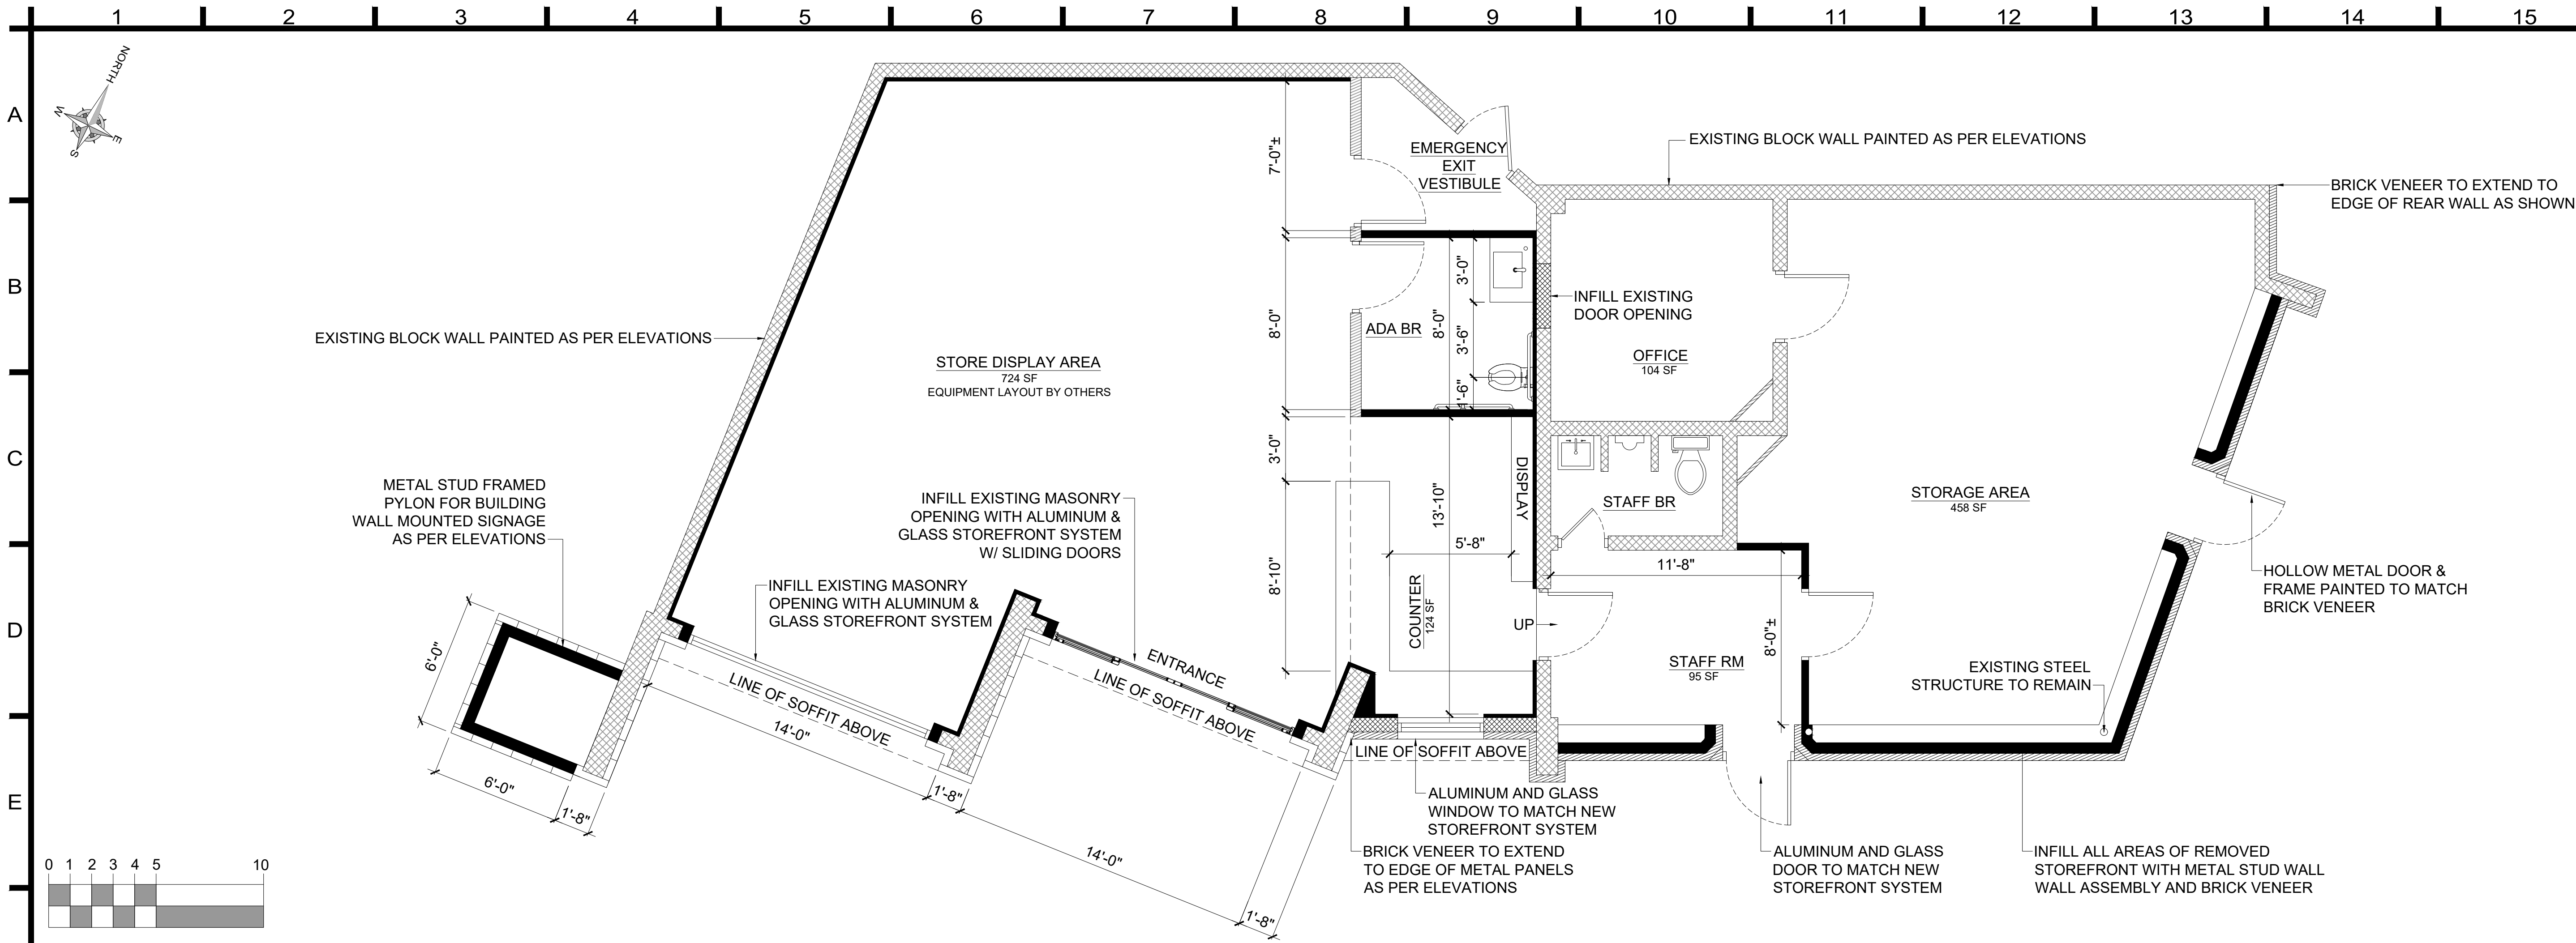 1 2 3 4 5 6 7 8 9 10 11 12 13 14 15
A
B
C
D
E
NORTH
W
E
S
EXISTING BLOCK WALL PAINTED AS PER ELEVATIONS
BRICK VENEER TO EXTEND TO
EDGE OF REAR WALL AS SHOWN
7'-0"±
EMERGENCY
EXIT
VESTIBULE
EXISTING BLOCK WALL PAINTED AS PER ELEVATIONS
STORE DISPLAY AREA
724 SF
EQUIPMENT LAYOUT BY OTHERS
8'-0"
ADA BR
8'-0"
3'-0"
3'-6"
1'-6"
INFILL EXISTING
DOOR OPENING
OFFICE
104 SF
METAL STUD FRAMED
PYLON FOR BUILDING
WALL MOUNTED SIGNAGE
AS PER ELEVATIONS
INFILL EXISTING MASONRY
OPENING WITH ALUMINUM &
GLASS STOREFRONT SYSTEM
W/ SLIDING DOORS
3'-0"
13'-10"
DISPLAY
STAFF BR
STORAGE AREA
458 SF
INFILL EXISTING MASONRY
OPENING WITH ALUMINUM &
GLASS STOREFRONT SYSTEM
8'-10"
5'-8"
COUNTER
124 SF
UP
11'-8"
8'-0"±
STAFF RM
95 SF
HOLLOW METAL DOOR &
FRAME PAINTED TO MATCH
BRICK VENEER
EXISTING STEEL
STRUCTURE TO REMAIN
6'-0"
LINE OF SOFFIT ABOVE
ENTRANCE
LINE OF SOFFIT ABOVE
LINE OF SOFFIT ABOVE
6'-0"
1'-8"
14'-0"
1'-8"
14'-0"
1'-8"
ALUMINUM AND GLASS
WINDOW TO MATCH NEW
STOREFRONT SYSTEM
BRICK VENEER TO EXTEND
TO EDGE OF METAL PANELS
AS PER ELEVATIONS
ALUMINUM AND GLASS
DOOR TO MATCH NEW
STOREFRONT SYSTEM
INFILL ALL AREAS OF REMOVED
STOREFRONT WITH METAL STUD WALL
WALL ASSEMBLY AND BRICK VENEER
0 1 2 3 4 5 10